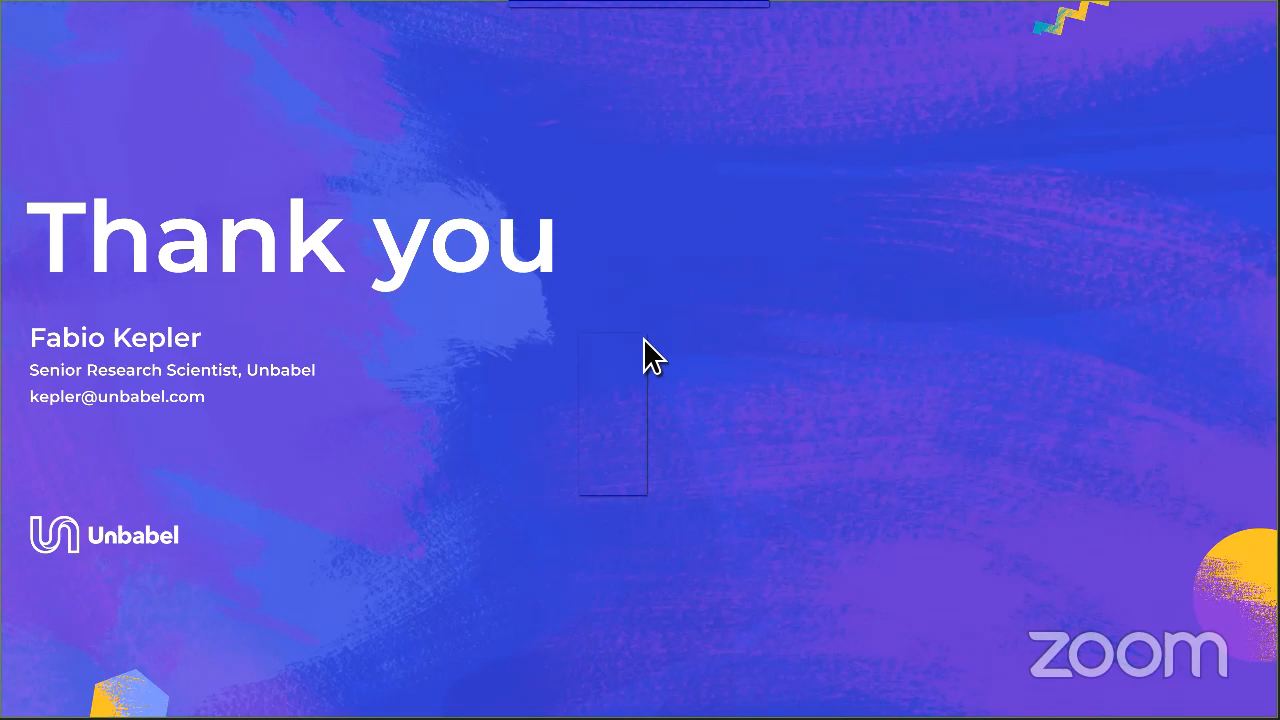 Thank you
Fabio Kepler
Senior Research Scientist, Unbabel
kepler@unbabel.com
Unbabel
zoom